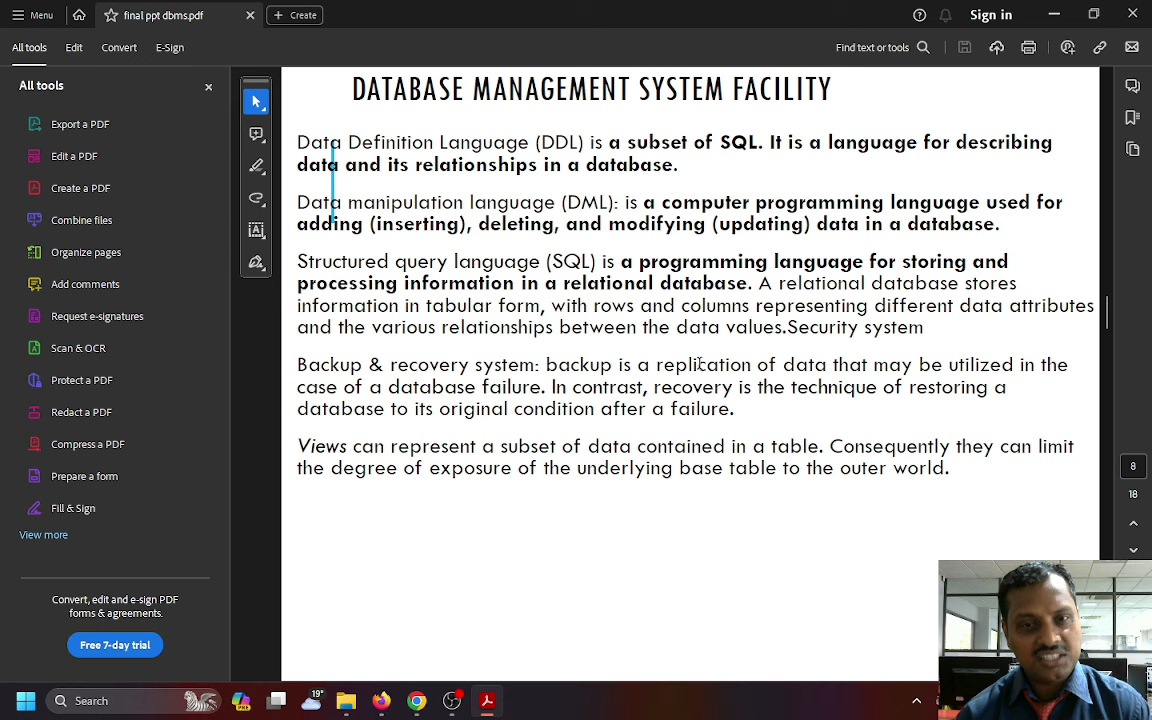 Menu
final ppt dbms.pdf
Create
Sign in
All tools
Edit
Convert
E-Sign
Find text or tools
All tools
Export a PDF
Edit a PDF
Create a PDF
Combine files
Organize pages
Add comments
Request e-signatures
Scan & OCR
Protect a PDF
Redact a PDF
Compress a PDF
Prepare a form
Fill & Sign
View more
Convert, edit and e-sign PDF
forms & agreements.
Free 7-day trial
DATABASE MANAGEMENT SYSTEM FACILITY
Data Definition Language (DDL) is a subset of SQL. It is a language for describing
data and its relationships in a database.
Data manipulation language (DML): is a computer programming language used for
adding (inserting), deleting, and modifying (updating) data in a database.
Structured query language (SQL) is a programming language for storing and
processing information in a relational database. A relational database stores
information in tabular form, with rows and columns representing different data attributes
and the various relationships between the data values.Security system
Backup & recovery system: backup is a replication of data that may be utilized in the
case of a database failure. In contrast, recovery is the technique of restoring a
database to its original condition after a failure.
Views can represent a subset of data contained in a table. Consequently they can limit
the degree of exposure of the underlying base table to the outer world.
8
18
Search
19°